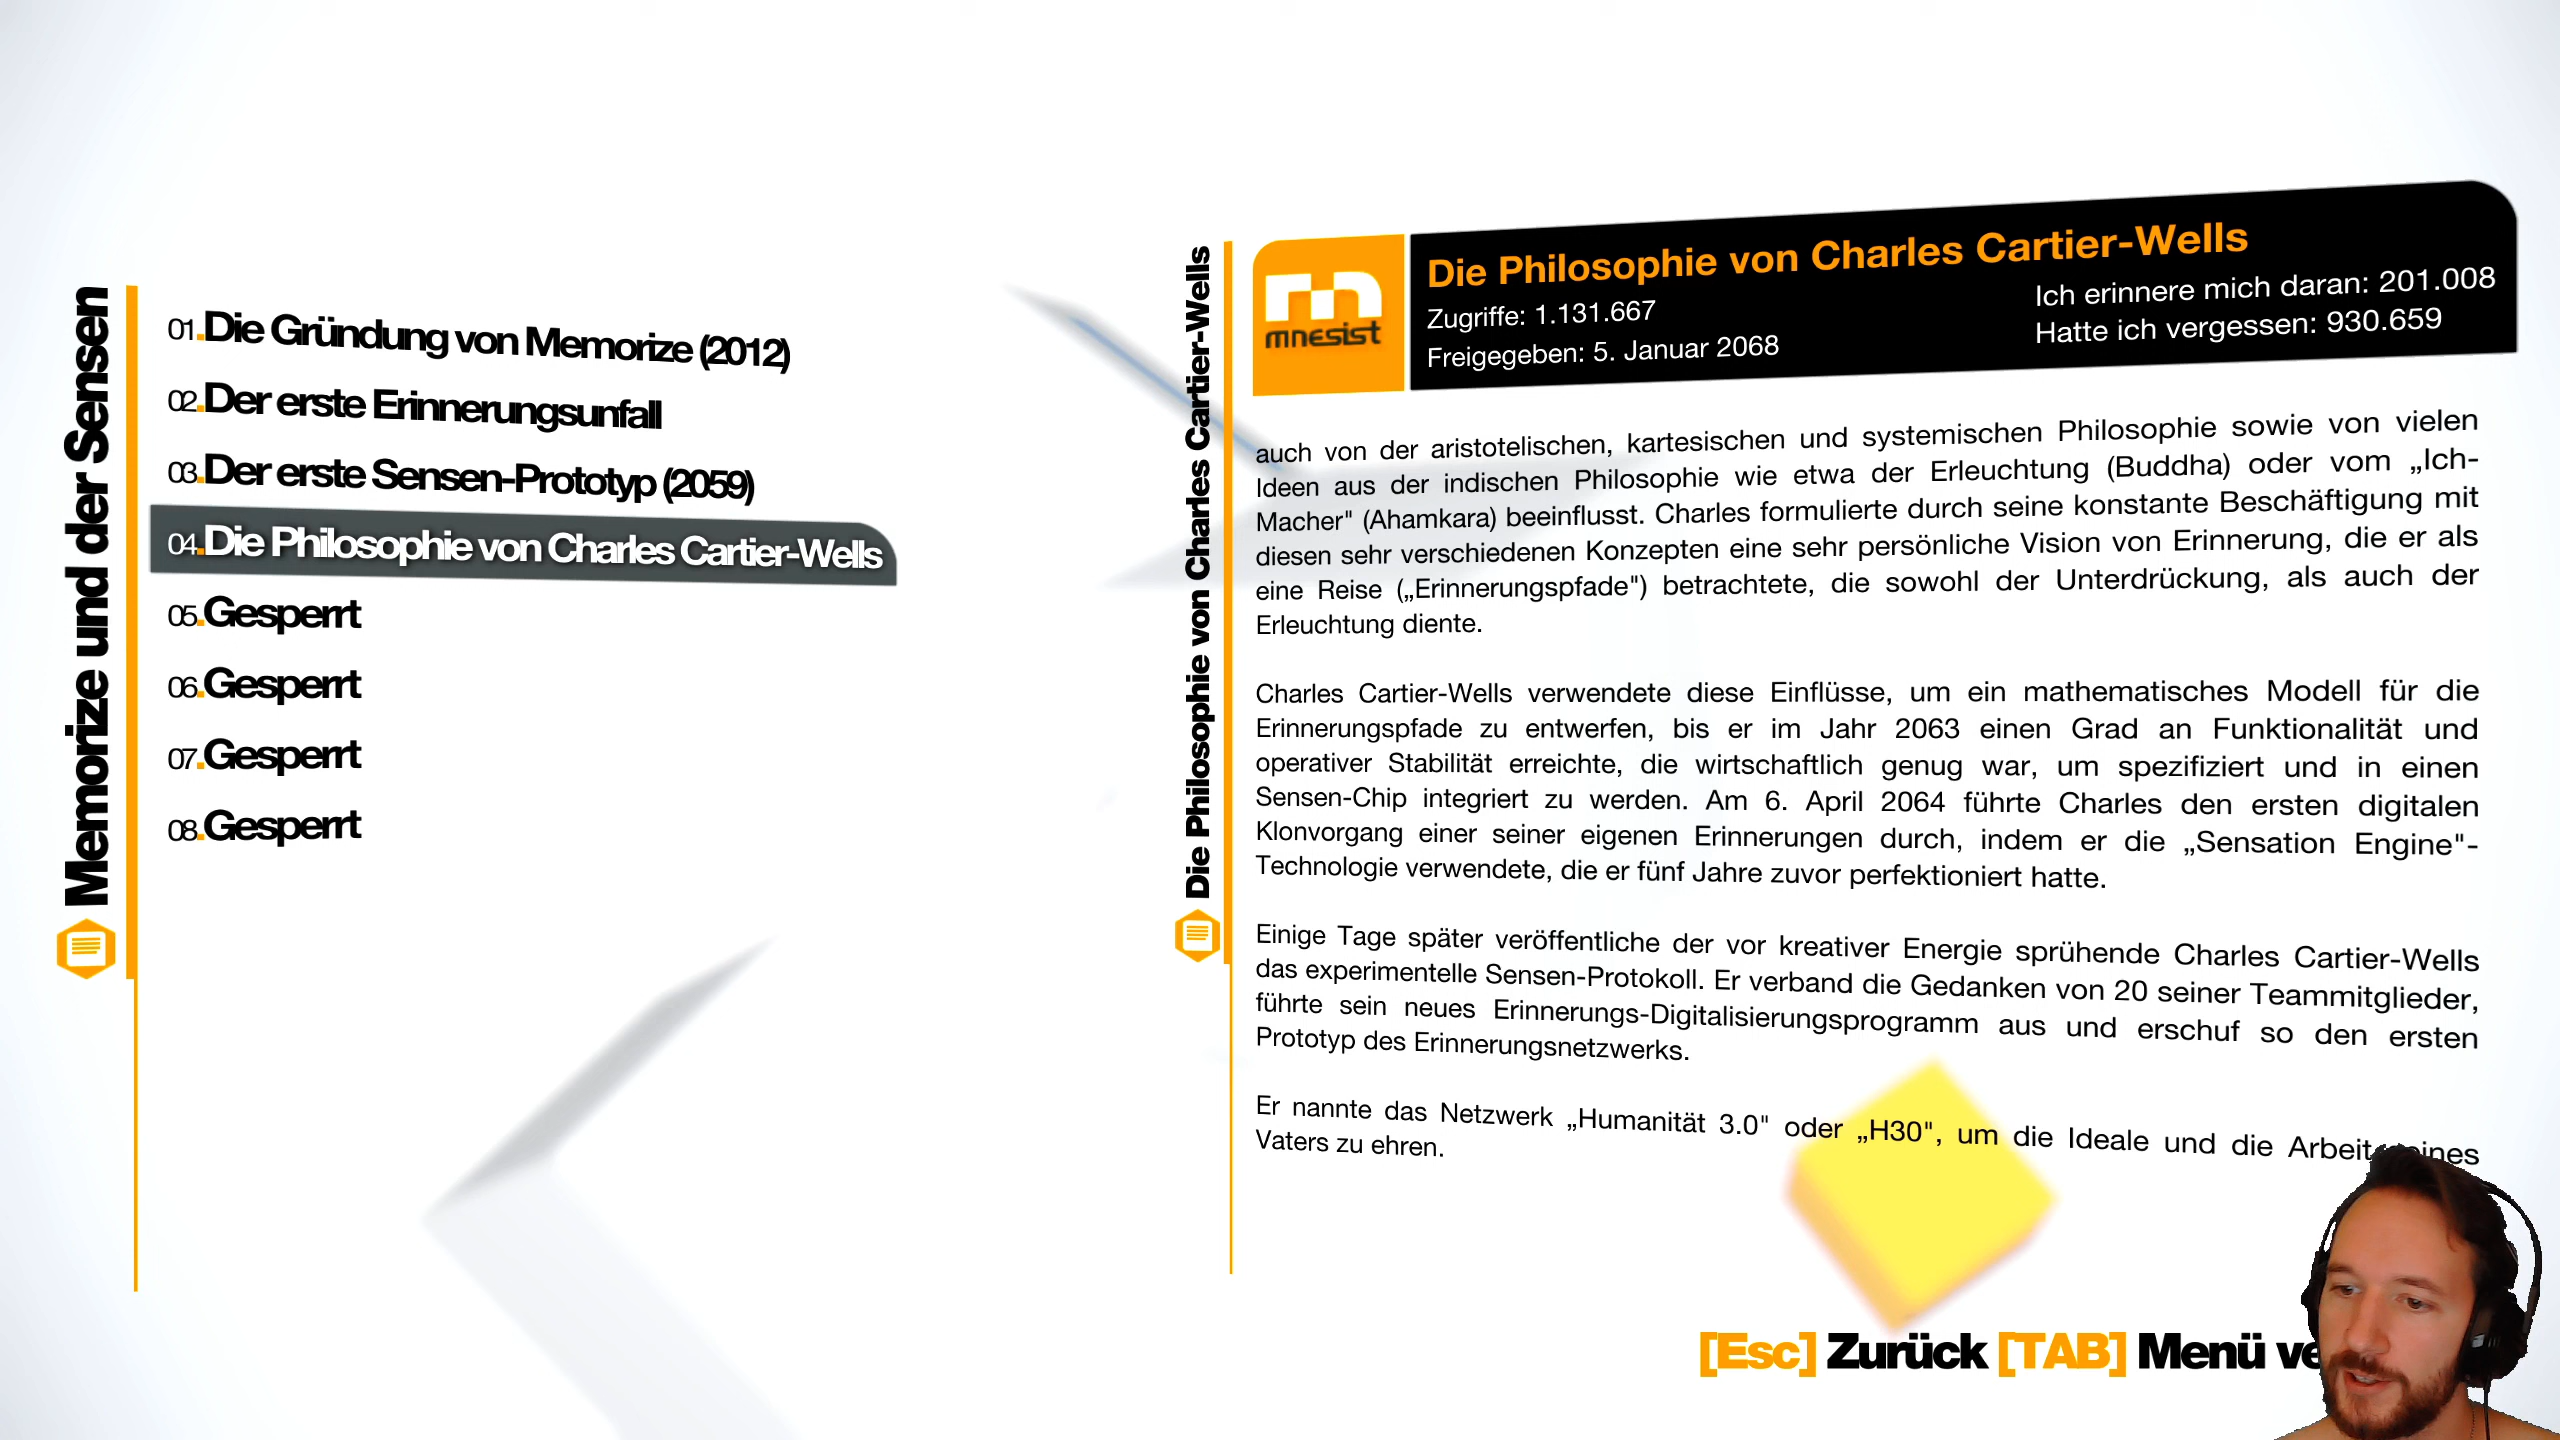 Memorize und der Sensen
01.Die Gründung von Memorize (2012)
02.Der erste Erinnerungsunfall
03.Der erste Sensen-Prototyp (2059)
04.Die Philosophie von Charles Cartier-Wells
05.Gesperrt
06.Gesperrt
07.Gesperrt
08.Gesperrt
Die Philosophie von Charles Cartier-Wells
mnesist
Die Philosophie von Charles Cartier-Wells
Zugriffe: 1.131.667
Freigegeben: 5. Januar 2068
Ich erinnere mich daran: 201.008
Hatte ich vergessen: 930.659
auch von der aristotelischen, kartesischen und systemischen Philosophie sowie von vielen
Ideen aus der indischen Philosophie wie etwa der Erleuchtung (Buddha) oder vom „Ich-
Macher" (Ahamkara) beeinflusst. Charles formulierte durch seine konstante Beschäftigung mit
diesen sehr verschiedenen Konzepten eine sehr persönliche Vision von Erinnerung, die er als
eine Reise („Erinnerungspfade") betrachtete, die sowohl der Unterdrückung, als auch der
Erleuchtung diente.
Charles Cartier-Wells verwendete diese Einflüsse, um ein mathematisches Modell für die
Erinnerungspfade zu entwerfen, bis er im Jahr 2063 einen Grad an Funktionalität und
operativer Stabilität erreichte, die wirtschaftlich genug war, um spezifiziert und in einen
Sensen-Chip integriert zu werden. Am 6. April 2064 führte Charles den ersten digitalen
Klonvorgang einer seiner eigenen Erinnerungen durch, indem er die „Sensation Engine"-
Technologie verwendete, die er fünf Jahre zuvor perfektioniert hatte.
Einige Tage später veröffentliche der vor kreativer Energie sprühende Charles Cartier-Wells
das experimentelle Sensen-Protokoll. Er verband die Gedanken von 20 seiner Teammitglieder,
führte sein neues Erinnerungs-Digitalisierungsprogramm aus und erschuf so den ersten
Prototyp des Erinnerungsnetzwerks.
Er nannte das Netzwerk „Humanität 3.0" oder „H30", um die Ideale und die Arbeit
Vaters zu ehren.
[Esc] Zurück [TAB] Menü